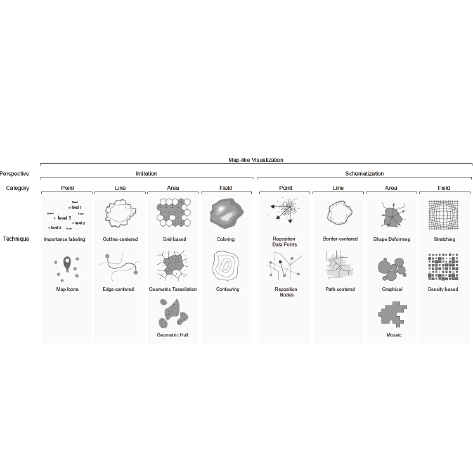 Map-like Visualization
Perspective
Imitation
Schematization
Category
Point
Line
Area
Field
Point
Line
Area
Field
level 1
level 3
level 2
level 3
Technique
Importance labeling
Outline-centered
Grid-based
Coloring
Reposition
Data Points
Border-centered
Shape Deforming
Stretching
Map Icons
Edge-centered
Geometric Tessellation
Contouring
Reposition
Nodes
Path-centered
Graphical
Density-based
Geometric Hull
Mosaic